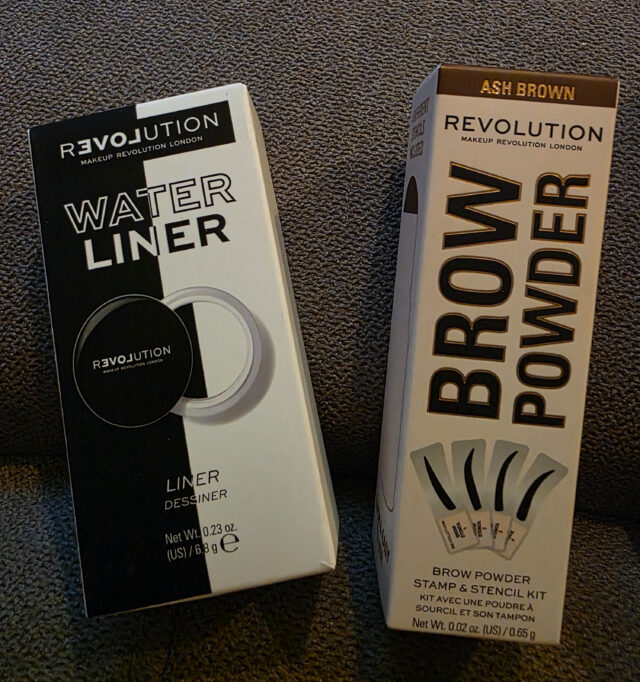 REVOLUTION
MAKEUP REVOLUTION LONDON
WATER
LINER
REVOLUTION
MAKEUP REVOLUTION LONDON
LINER
DESSINER
Net Wt. 0.23 oz.
(US) / 6.8 g e
ASH BROWN
REVOLUTION
MAKEUP REVOLUTION LONDON
BROW
POWDER
BROW POWDER
STAMP & STENCIL KIT
KIT AVEC UNE POUDRE À
SOURCIL ET SON TAMPON
Net Wt. 0.02 oz. (US) / 0.65 g